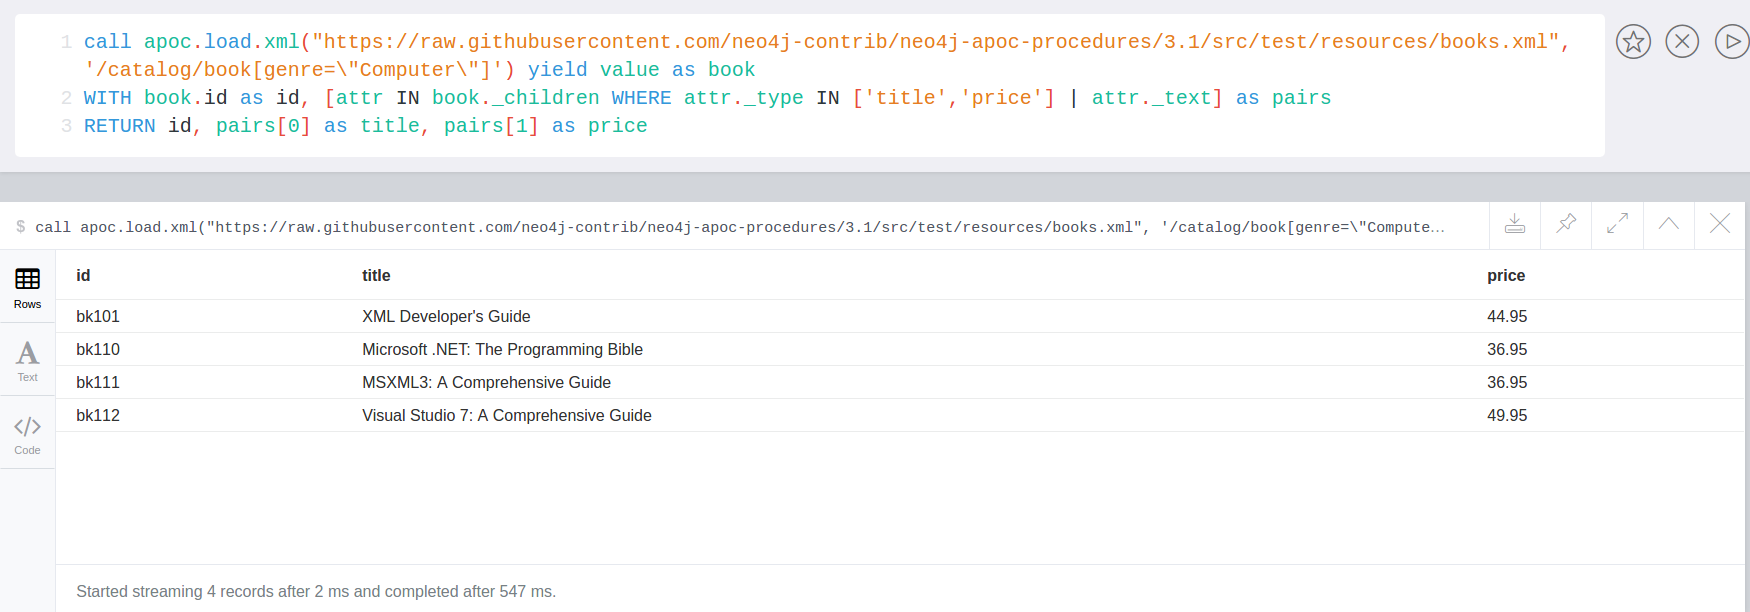 1 call apoc.load.xml("https://raw.githubusercontent.com/neo4j-contrib/neo4j-apoc-procedures/3.1/src/test/resources/books.xml",
'/catalog/book[genre=\"Computer\"]') yield value as book
2 WITH book.id as id, [attr IN book._children WHERE attr._type IN ['title','price'] | attr._text] as pairs
3 RETURN id, pairs[0] as title, pairs[1] as price
$ call apoc.load.xml("https://raw.githubusercontent.com/neo4j-contrib/neo4j-apoc-procedures/3.1/src/test/resources/books.xml", '/catalog/book[genre=\"Compute…
Rows
Text
Code
id title price
bk101 XML Developer's Guide 44.95
bk110 Microsoft .NET: The Programming Bible 36.95
bk111 MSXML3: A Comprehensive Guide 36.95
bk112 Visual Studio 7: A Comprehensive Guide 49.95
Started streaming 4 records after 2 ms and completed after 547 ms.